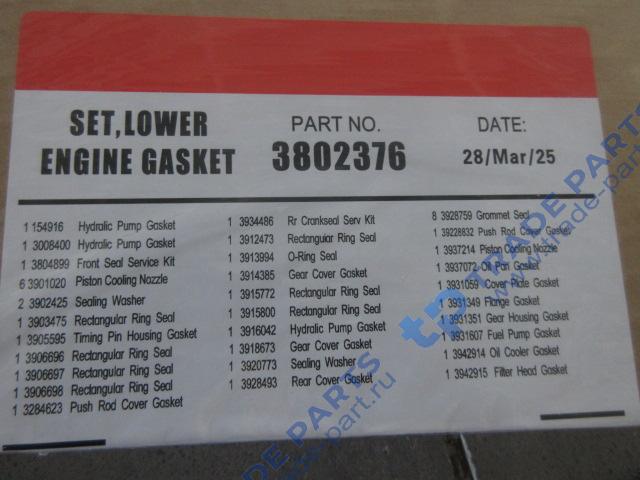 SET,LOWER
ENGINE GASKET
PART NO.
3802376
DATE:
28/Mar/25
1 154916 Hydralic Pump Gasket
1 3008400 Hydralic Pump Gasket
1 3804899 Front Seal Service Kit
6 3901020 Piston Cooling Nozzle
2 3902425 Sealing Washer
1 3903475 Rectangular Ring Seal
1 3905595 Timing Pin Housing Gasket
1 3906696 Rectangular Ring Seal
1 3906697 Rectangular Ring Seal
1 3906698 Rectangular Ring Seal
1 3284623 Push Rod Cover Gasket
1 3934486 Rr Crankseal Serv Kit
1 3912473 Rectanguiar Ring Seal
1 3913994 O-Ring Seal
1 3914385 Gear Cover Gasket
1 3915772 Rectangular Ring Seal
1 3915800 Rectangular Ring Seal
1 3916042 Hydralic Pump Gasket
1 3918673 Gear Cover Gasket
1 3920773 Sealing Washer
1 3928493 Rear Cover Gasket
8 3928759 Grommet Seal
1 3928832 Push Rod Cover Gasket
1 3937214 Piston Cooling Nozzle
1 3937072 Oil Pan Gasket
1 3931059 Cover Plate Gasket
1 3931349 Flange Gasket
1 3931351 Gear Housing Gasket
1 3931607 Fuel Pump Gasket
1 3942914 Oil Cooler Gasket
1 3942915 Filter Head Gasket
TRADE PARTS
www.trade-part.ru